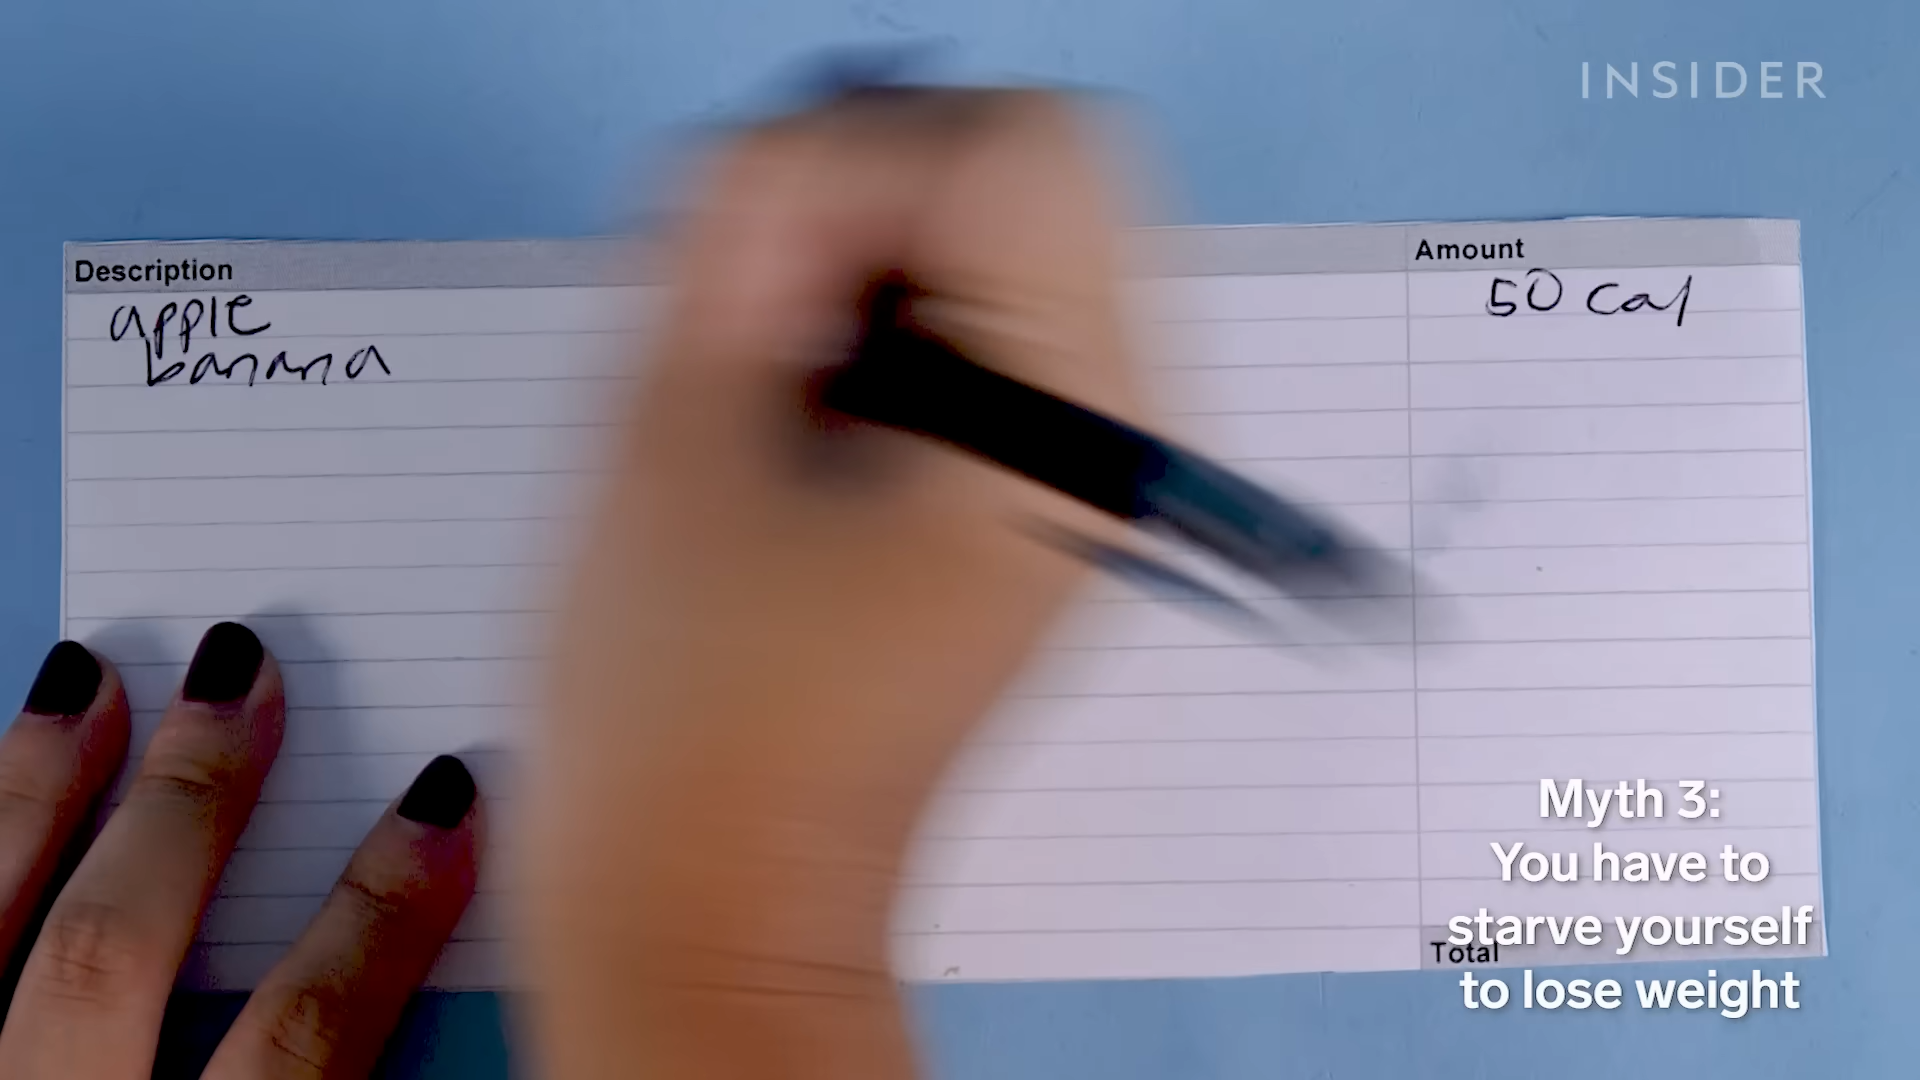 INSIDER
Description
Amount
apple
50 cal
banana
Total
Myth 3:
You have to
starve yourself
to lose weight